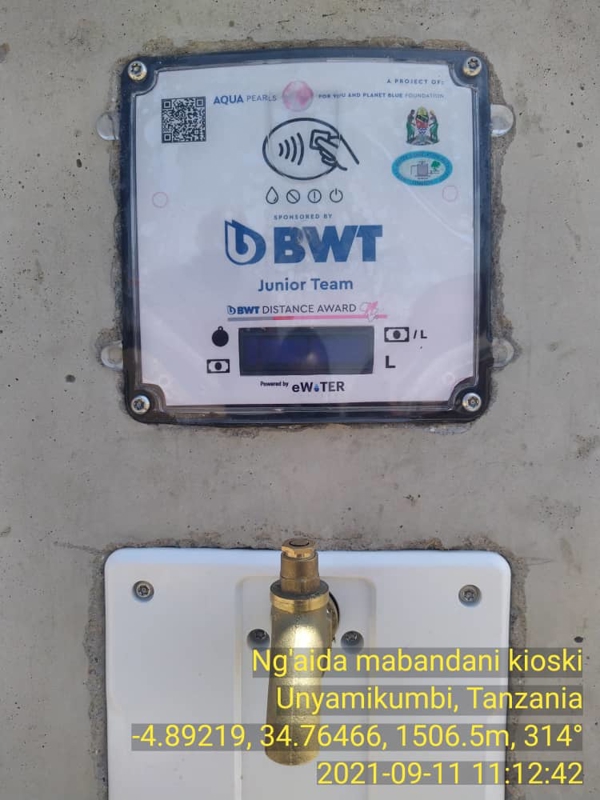 A PROJECT OF:
AQUA PEARLS FOR YOU AND PLANET BLUE FOUNDATION
SPONSORED BY
BWT
Junior Team
BWT DISTANCE AWARD
/ L
L
Powered by eWATER
Ng'aida mabandani kioski
Unyamikumbi, Tanzania
-4.89219, 34.76466, 1506.5m, 314°
2021-09-11 11:12:42